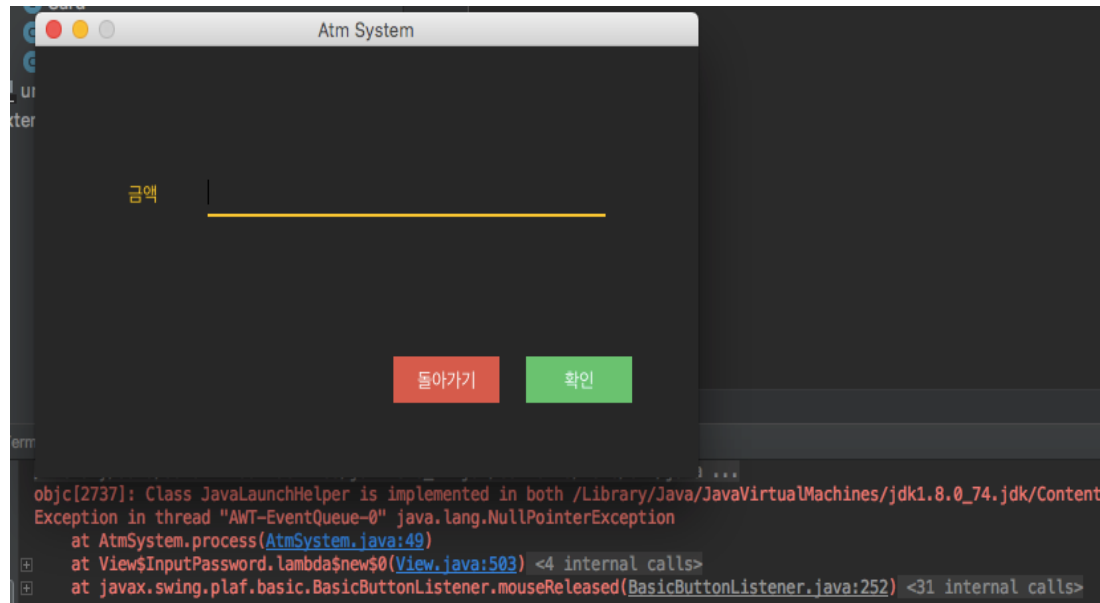 Atm System
금액
돌아가기 확인
objc[2737]: Class JavaLaunchHelper is implemented in both /Library/Java/JavaVirtualMachines/jdk1.8.0_74.jdk/Content
Exception in thread "AWT-EventQueue-0" java.lang.NullPointerException
at AtmSystem.process(AtmSystem.java:49)
at View$InputPassword.lambda$new$0(View.java:503) <4 internal calls>
at javax.swing.plaf.basic.BasicButtonListener.mouseReleased(BasicButtonListener.java:252) <31 internal calls>